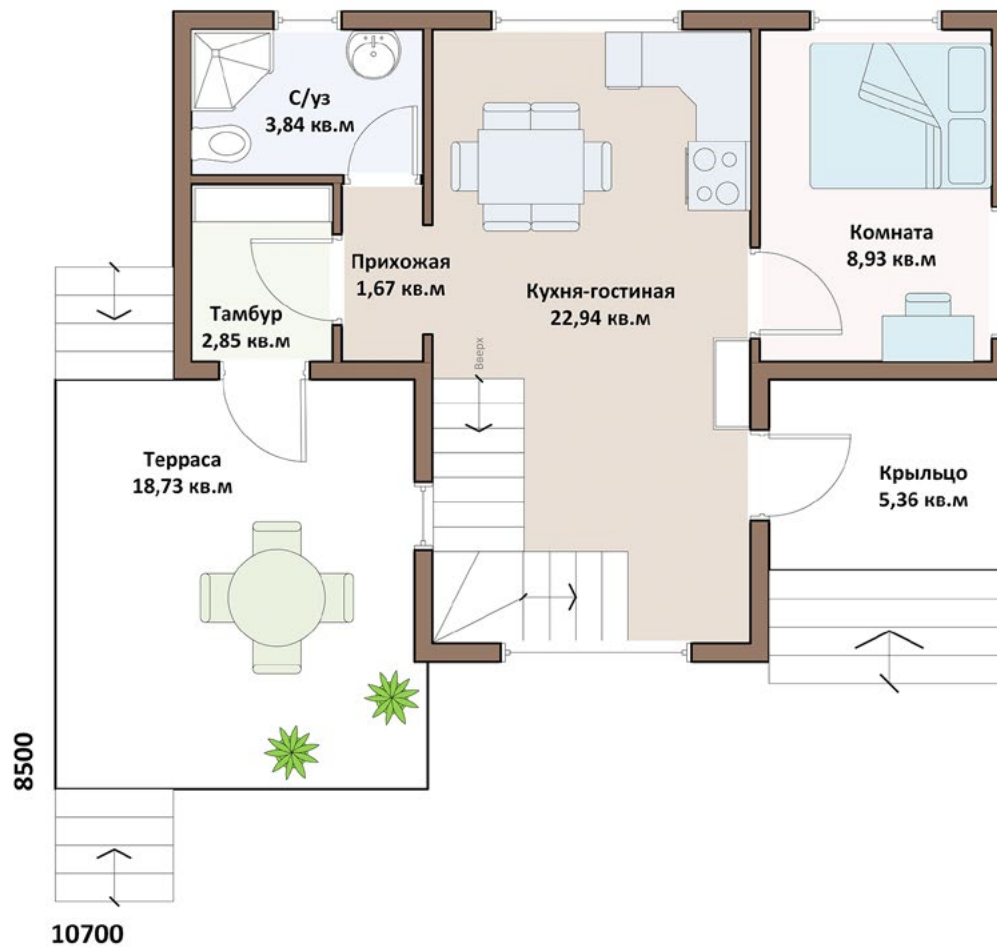 С/уз
3,84 кв.м
Комната
8,93 кв.м
Прихожая
1,67 кв.м
Кухня-гостиная
22,94 кв.м
Тамбур
2,85 кв.м
Вверх
Терраса
18,73 кв.м
Крыльцо
5,36 кв.м
8500
10700